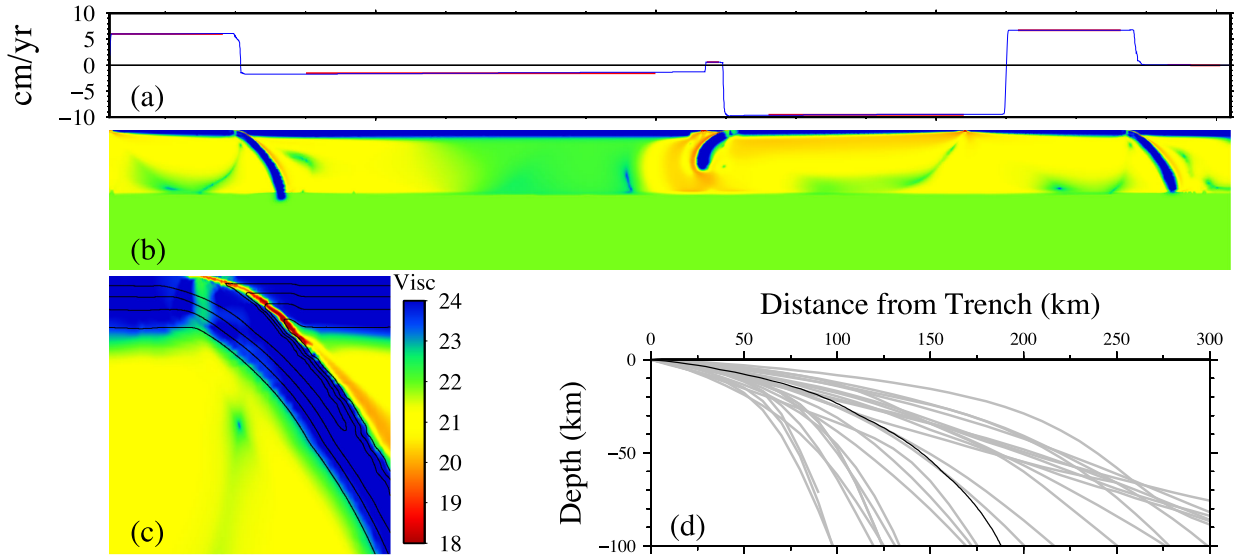 10
5
0
−5
−10
cm/yr
(a)
(b)
(c)
Visc
24
23
22
21
20
19
18
Distance from Trench (km)
0 50 100 150 200 250 300
0
−50
−100
Depth (km)
(d)